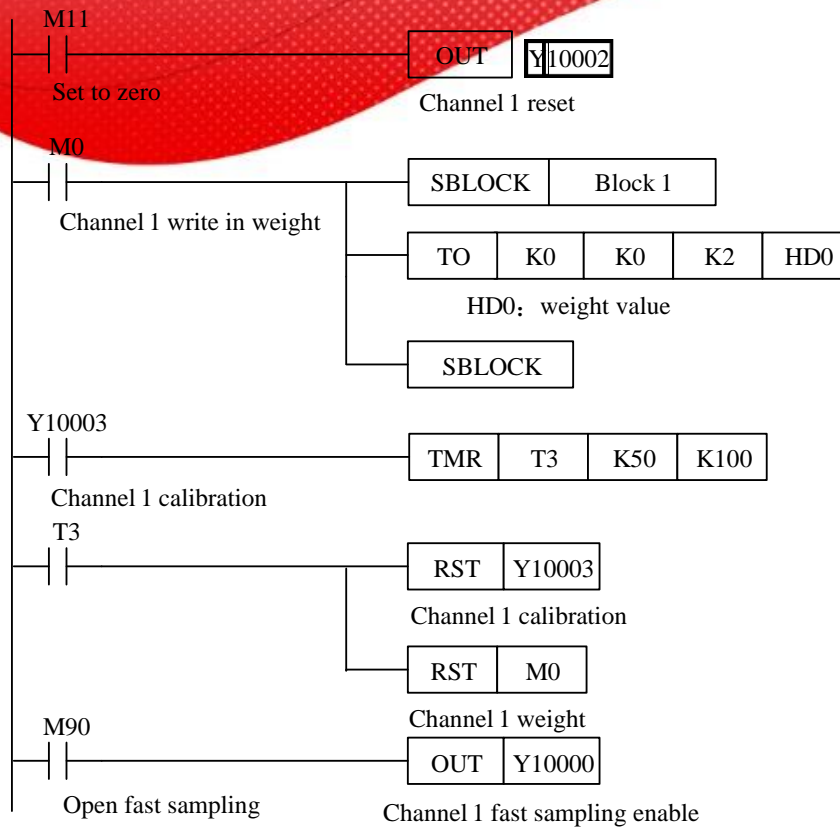 M11
OUT Y10002
Set to zero
Channel 1 reset
M0
SBLOCK Block 1
Channel 1 write in weight
TO K0 K0 K2 HD0
HD0：weight value
SBLOCK
Y10003
TMR T3 K50 K100
Channel 1 calibration
T3
RST Y10003
Channel 1 calibration
RST M0
Channel 1 weight
M90
OUT Y10000
Open fast sampling
Channel 1 fast sampling enable